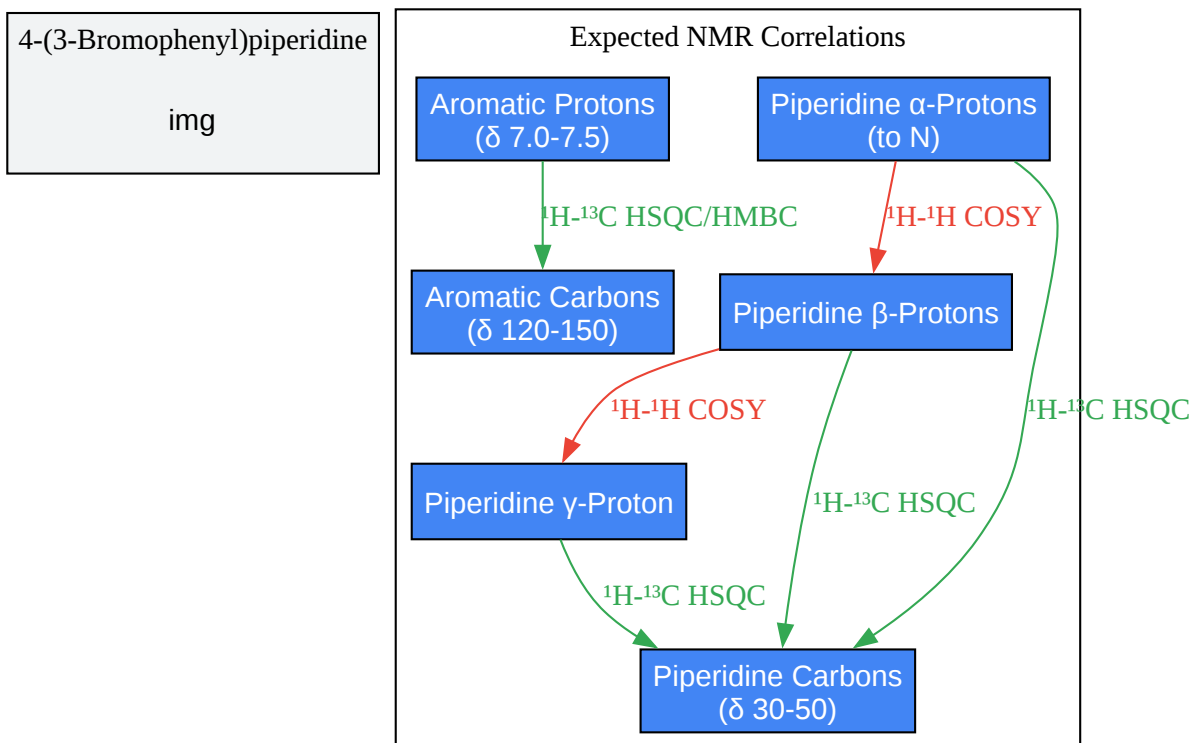 4-(3-Bromophenyl)piperidine
img
Expected NMR Correlations
Aromatic Protons
(δ 7.0-7.5)
Piperidine α-Protons
(to N)
¹H-¹³C HSQC/HMBC
¹H-¹H COSY
Aromatic Carbons
(δ 120-150)
Piperidine β-Protons
¹H-¹H COSY
¹H-¹³C HSQC
Piperidine γ-Proton
¹H-¹³C HSQC
¹H-¹³C HSQC
Piperidine Carbons
(δ 30-50)